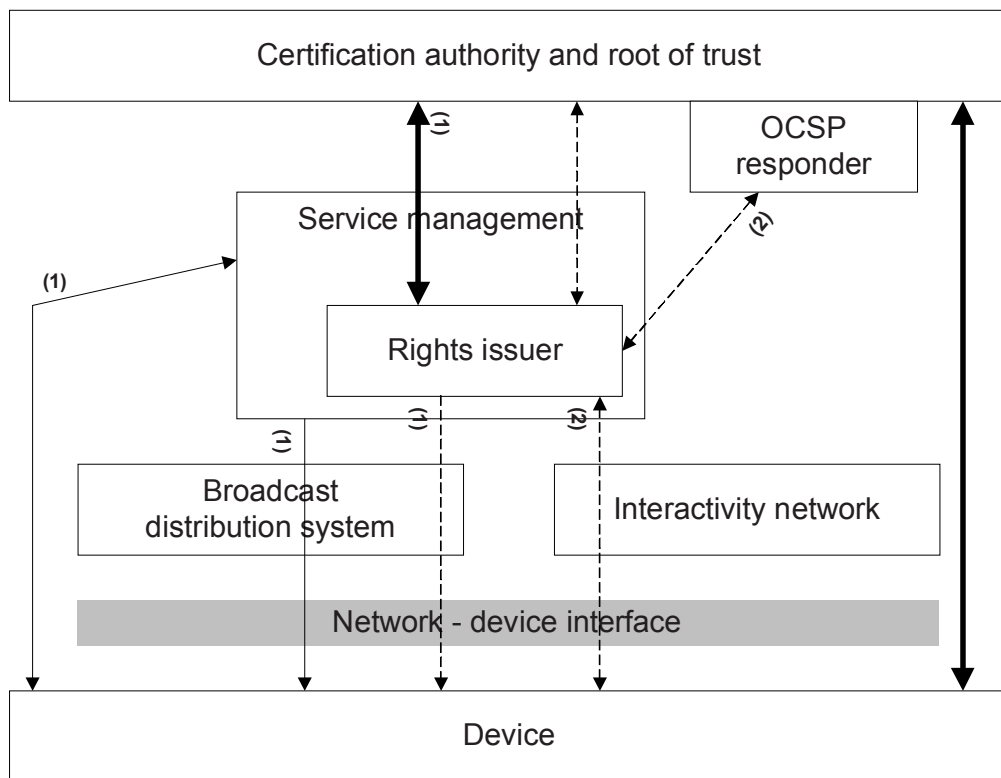 Certification authority and root of trust
(1)
OCSP
responder
Service management
(2)
(1)
Rights issuer
(1)
(2)
(1)
Broadcast
distribution system
Interactivity network
Network - device interface
Device